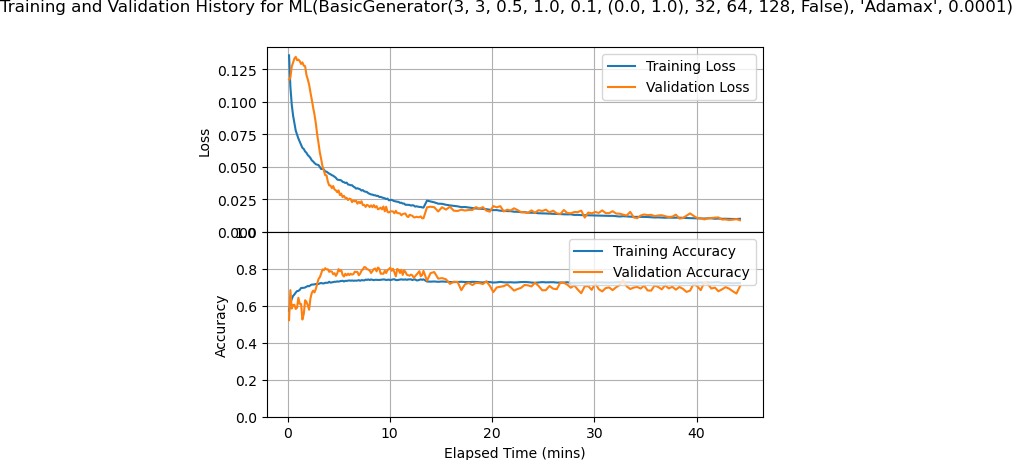 Training and Validation History for ML(BasicGenerator(3, 3, 0.5, 1.0, 0.1, (0.0, 1.0), 32, 64, 128, False), 'Adamax', 0.0001)
Training Loss
Validation Loss
0.125
0.100
0.075
0.050
0.025
0.000
Loss
1.0
0.8
0.6
0.4
0.2
0.0
Accuracy
Training Accuracy
Validation Accuracy
0 10 20 30 40
Elapsed Time (mins)